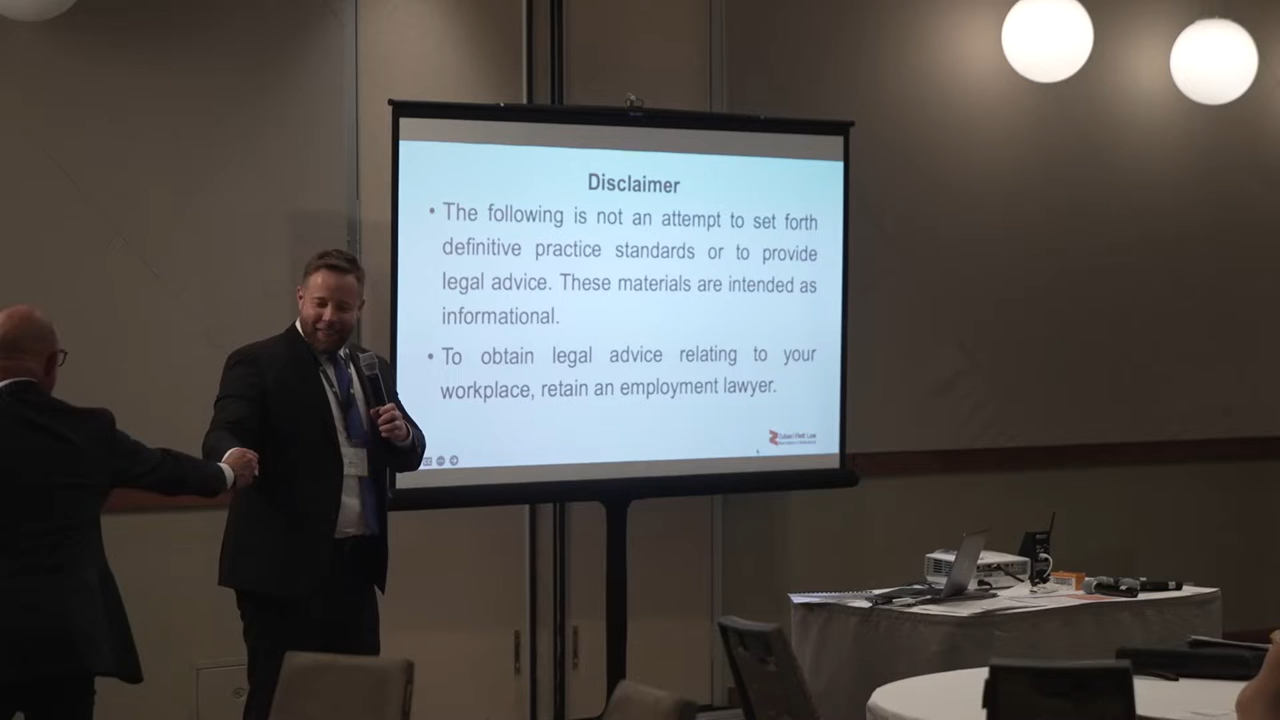 Disclaimer
• The following is not an attempt to set forth
definitive practice standards or to provide
legal advice. These materials are intended as
informational.
• To obtain legal advice relating to your
workplace, retain an employment lawyer.